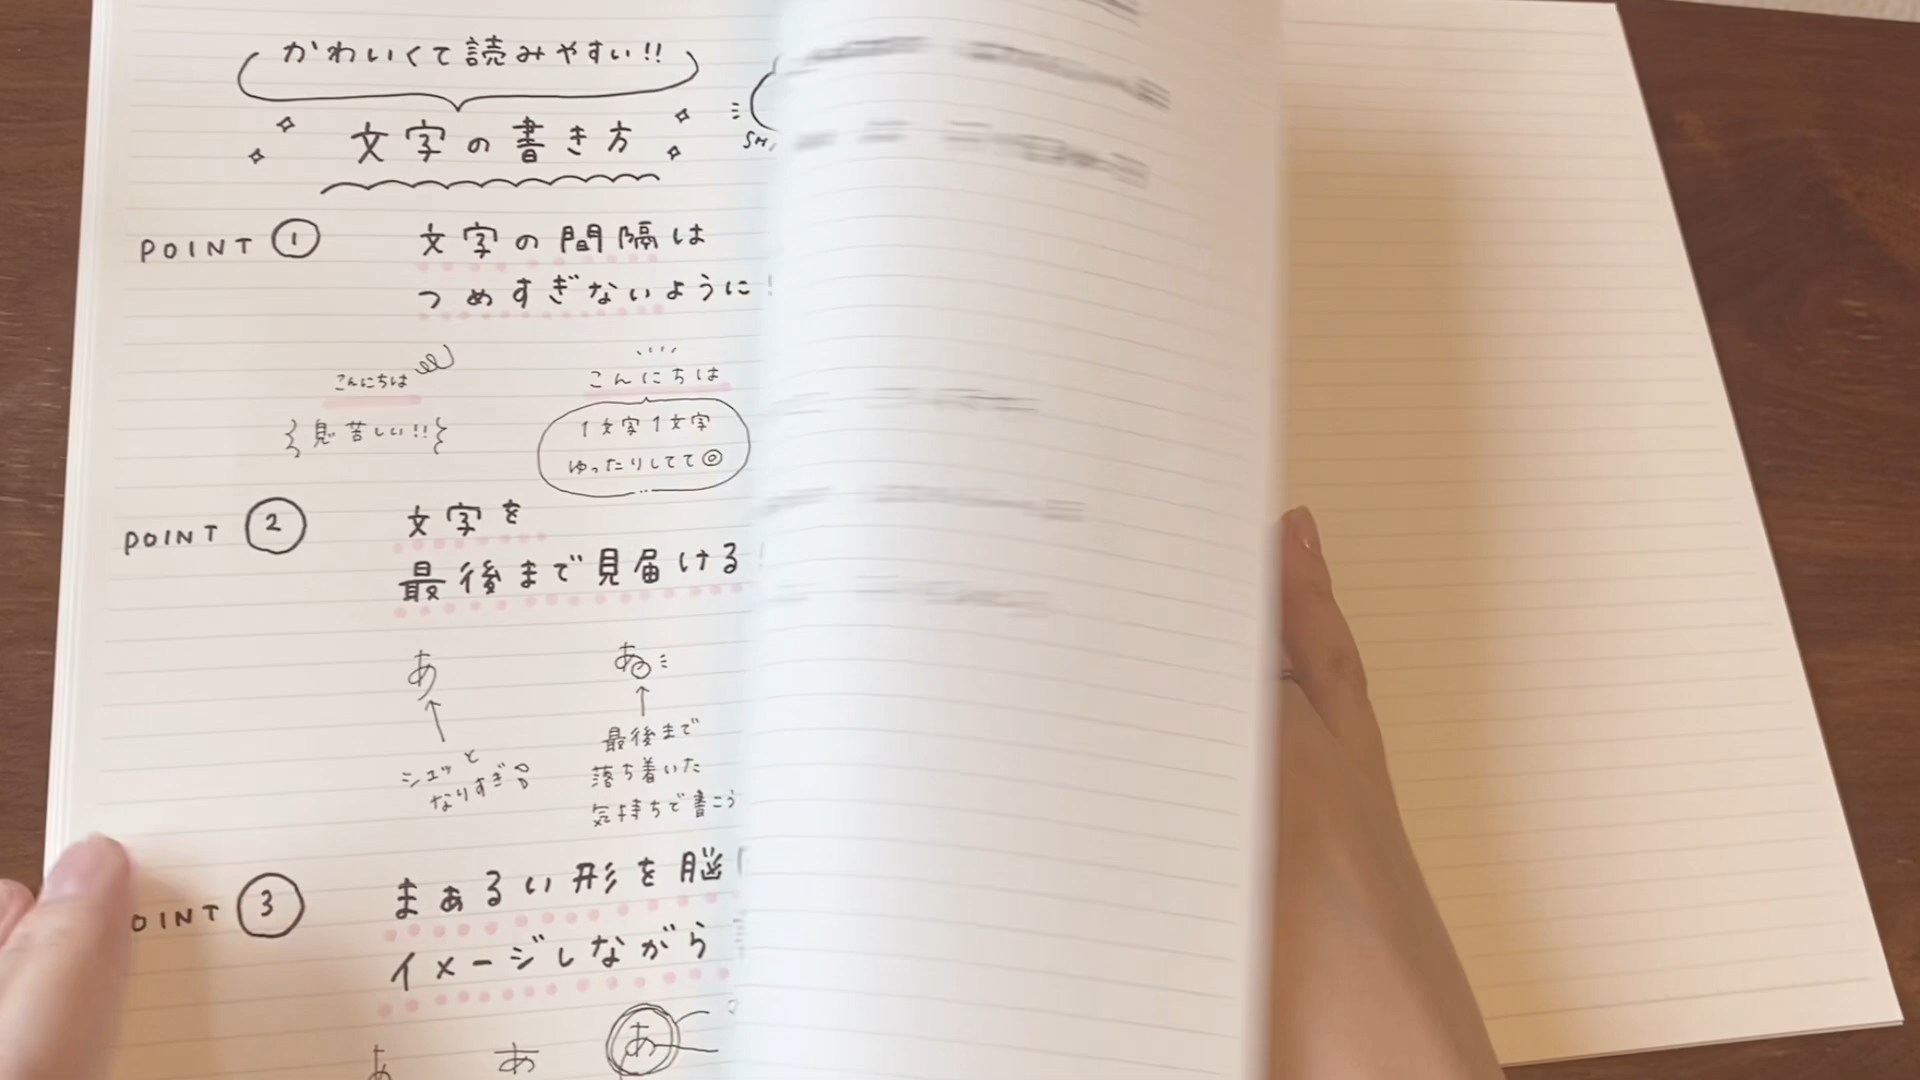 かわいくて読みやすい!!
文字の書き方
POINT ①
文字の間隔は
つめすぎないように!
こんにちは
見苦しい!!
こんにちは
1文字1文字
ゆったりしてて◎
POINT ②
文字を
最後まで見届ける
あ
シュッと
なりすぎ
あ
最後まで
落ち着いた
気持ちで書こう
OINT ③
まぁるい形を脳
イメージしながら
あ
あ
あ